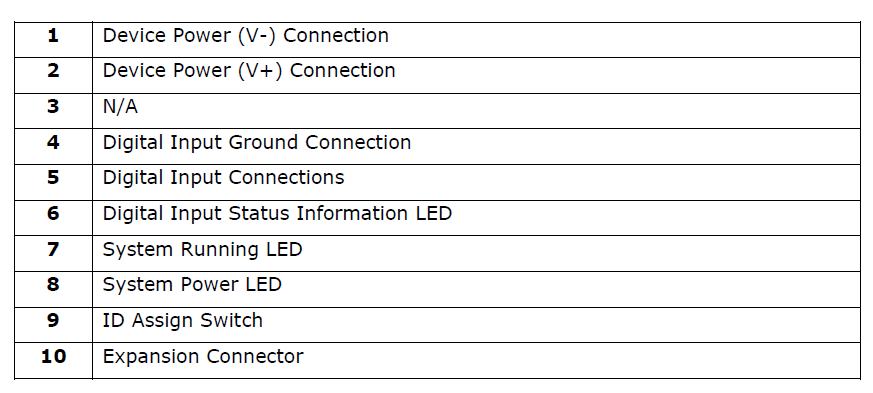 1 Device Power (V-) Connection
2 Device Power (V+) Connection
3 N/A
4 Digital Input Ground Connection
5 Digital Input Connections
6 Digital Input Status Information LED
7 System Running LED
8 System Power LED
9 ID Assign Switch
10 Expansion Connector